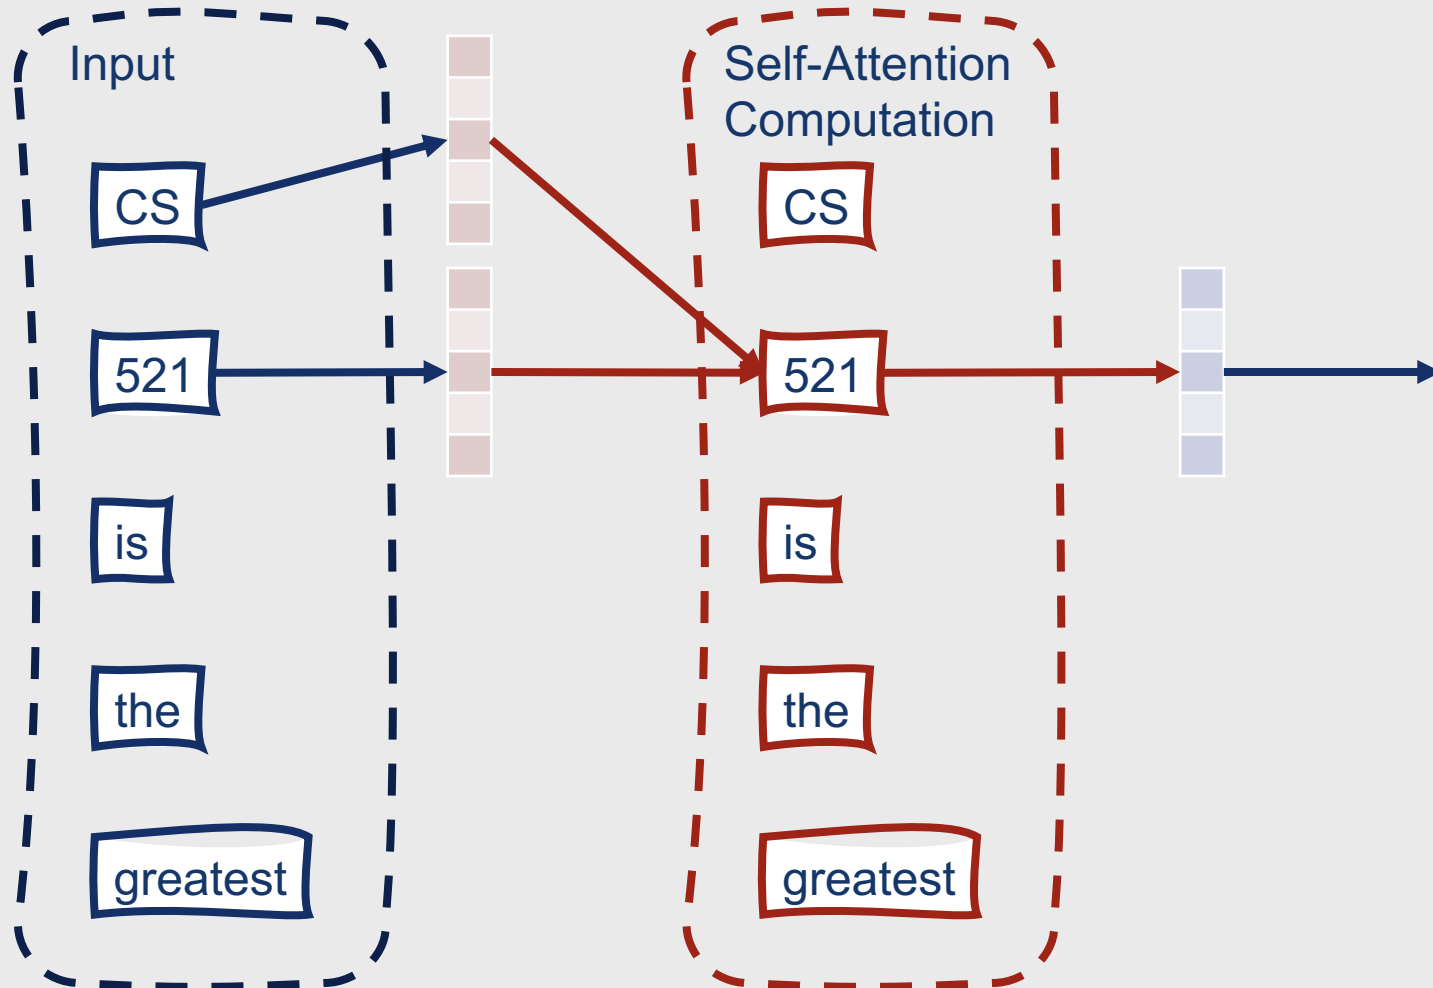 Input
CS
521
is
the
greatest
Self-Attention
Computation
CS
521
is
the
greatest